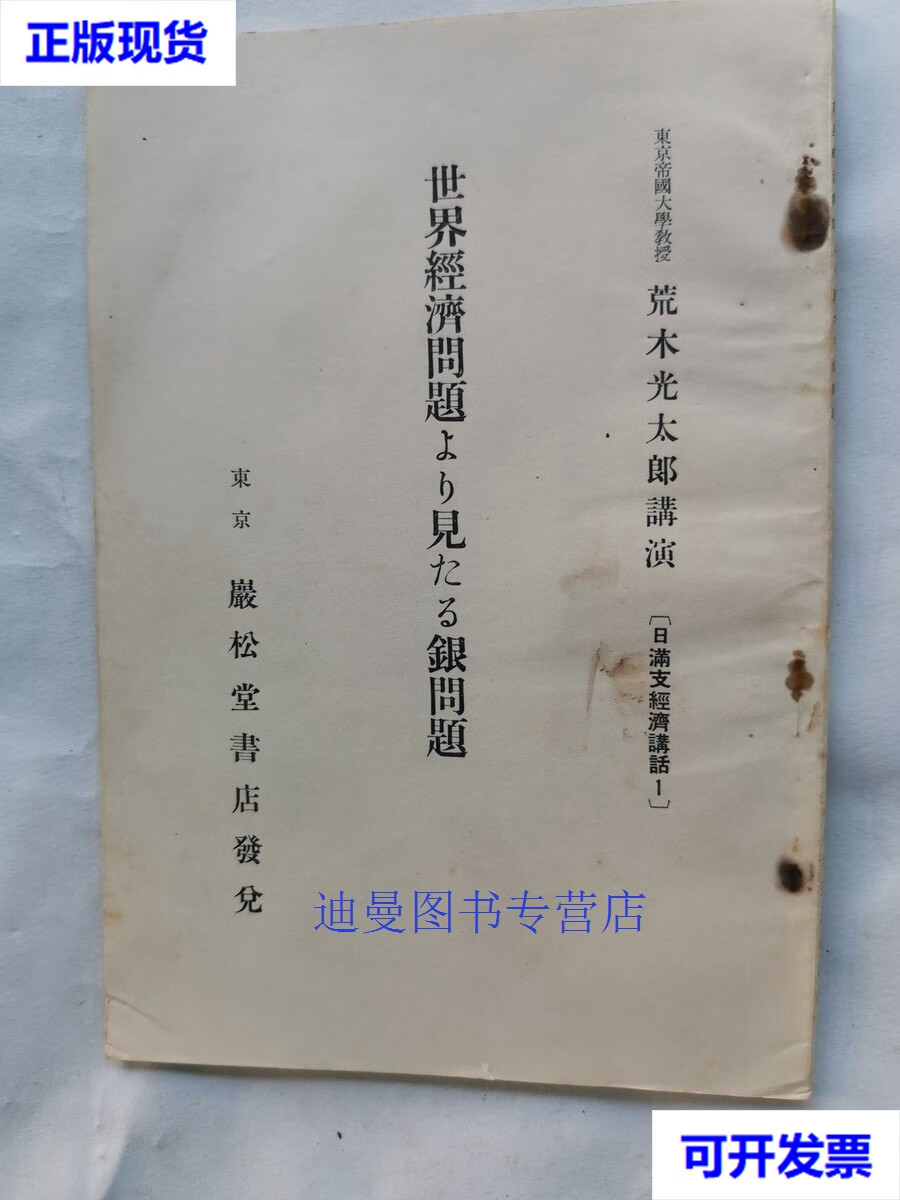 正版现货
東京帝國大學教授 荒木光太郎講演 〔日滿支經濟講話1〕
世界經濟問題より見たる銀問題
東京 巖松堂書店發兌
迪曼图书专营店
可开发票